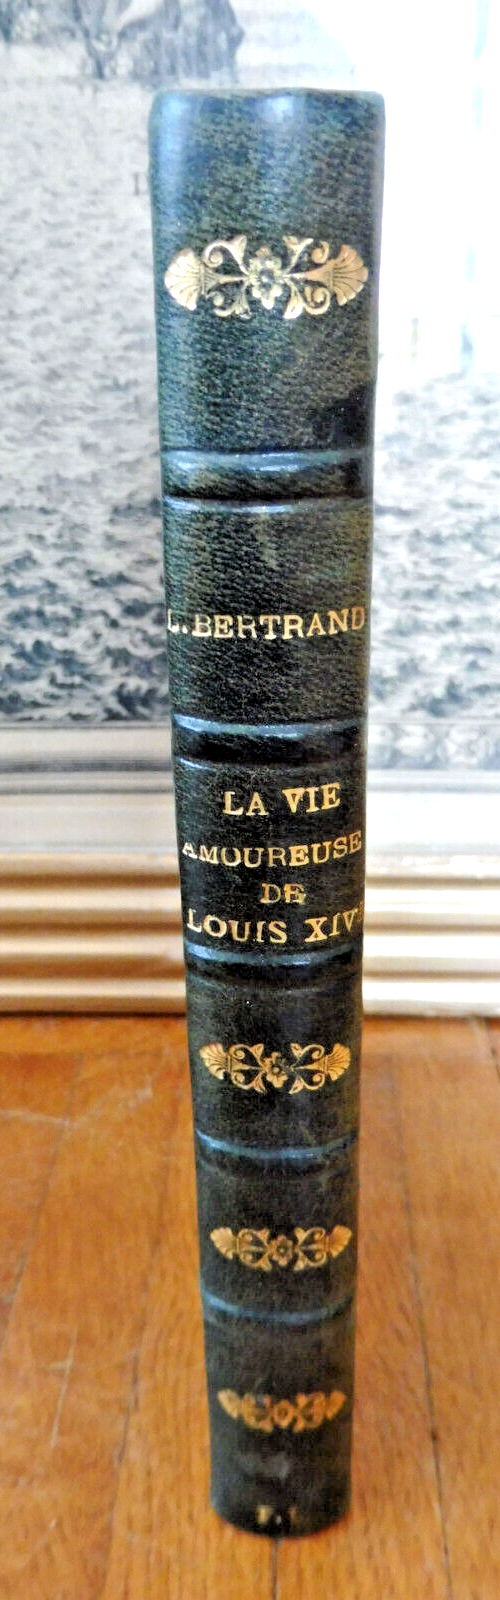 L.BERTRAND
LA VIE
AMOUREUSE
DE
LOUIS XIV